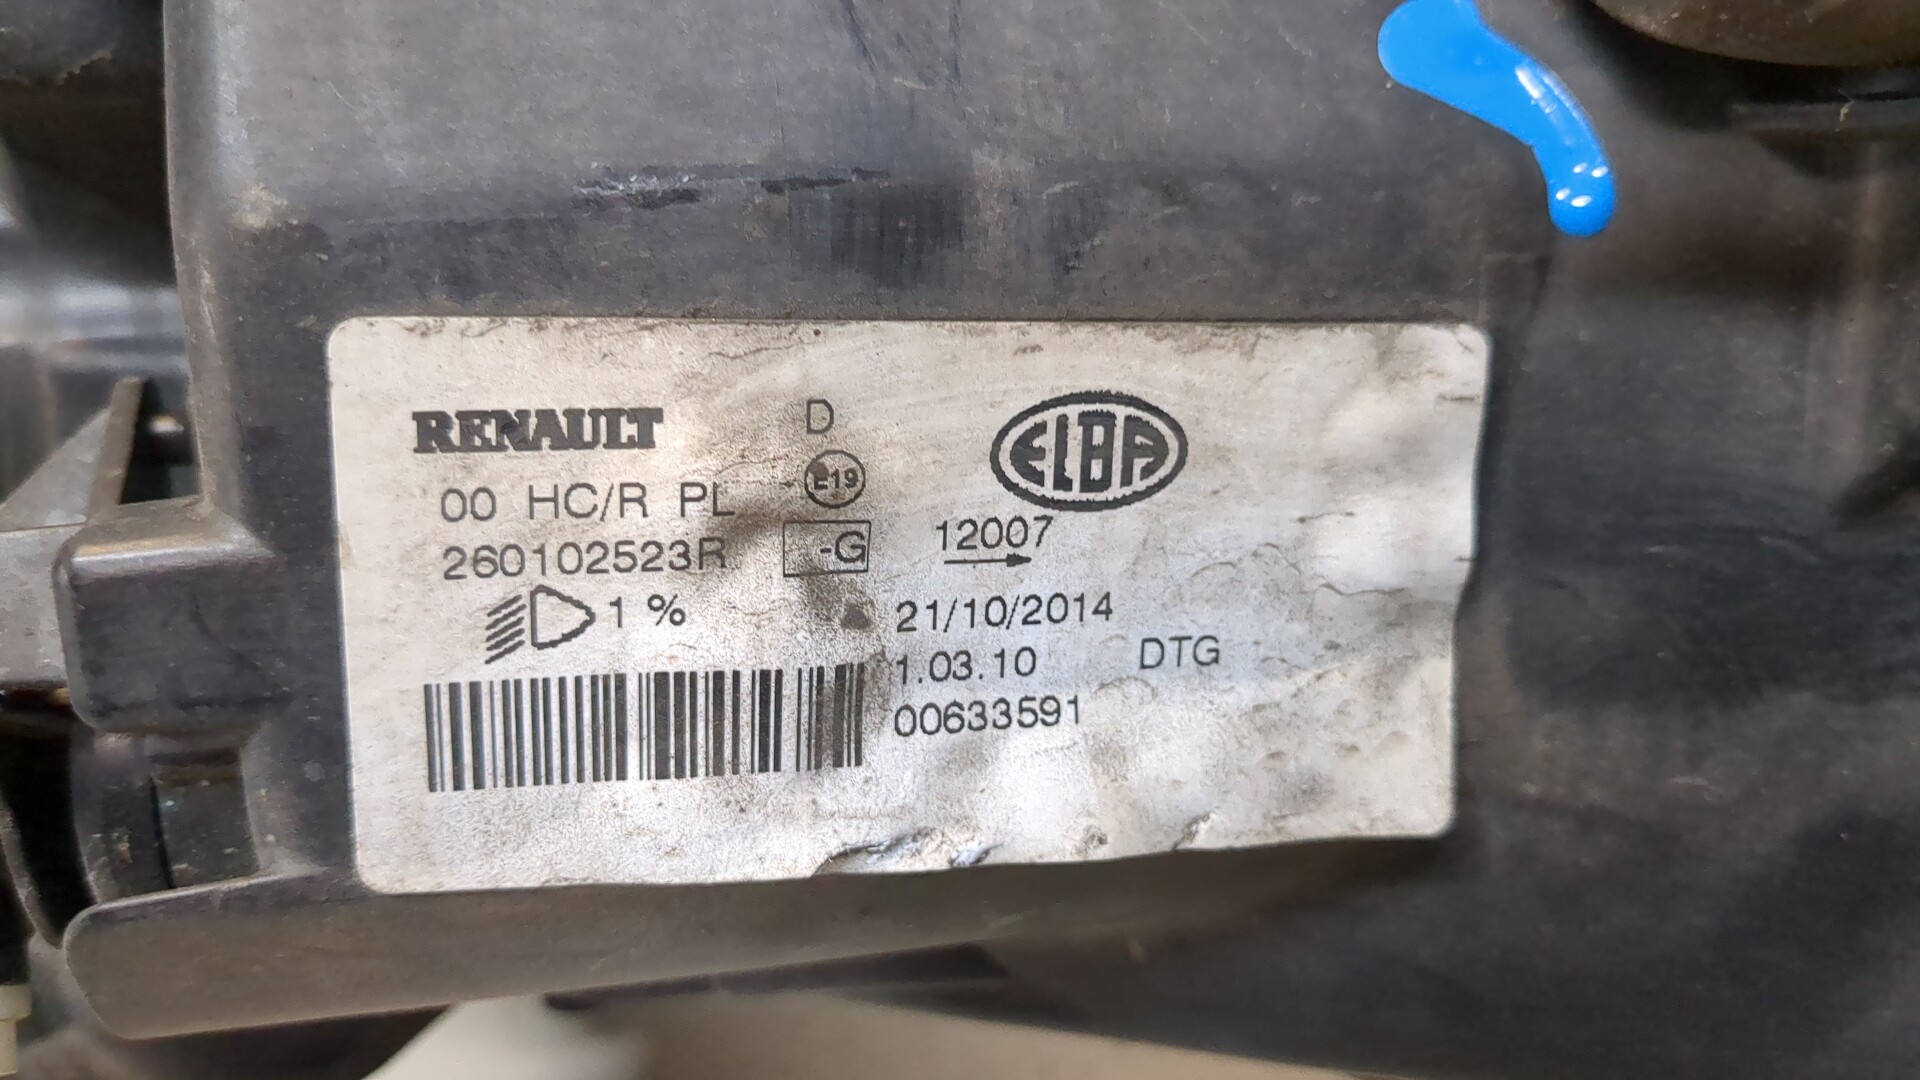 RENAULT D ELBA
00 HC/R PL E19
260102523R -G 12007
1 % 21/10/2014
1.03.10 DTG
00633591